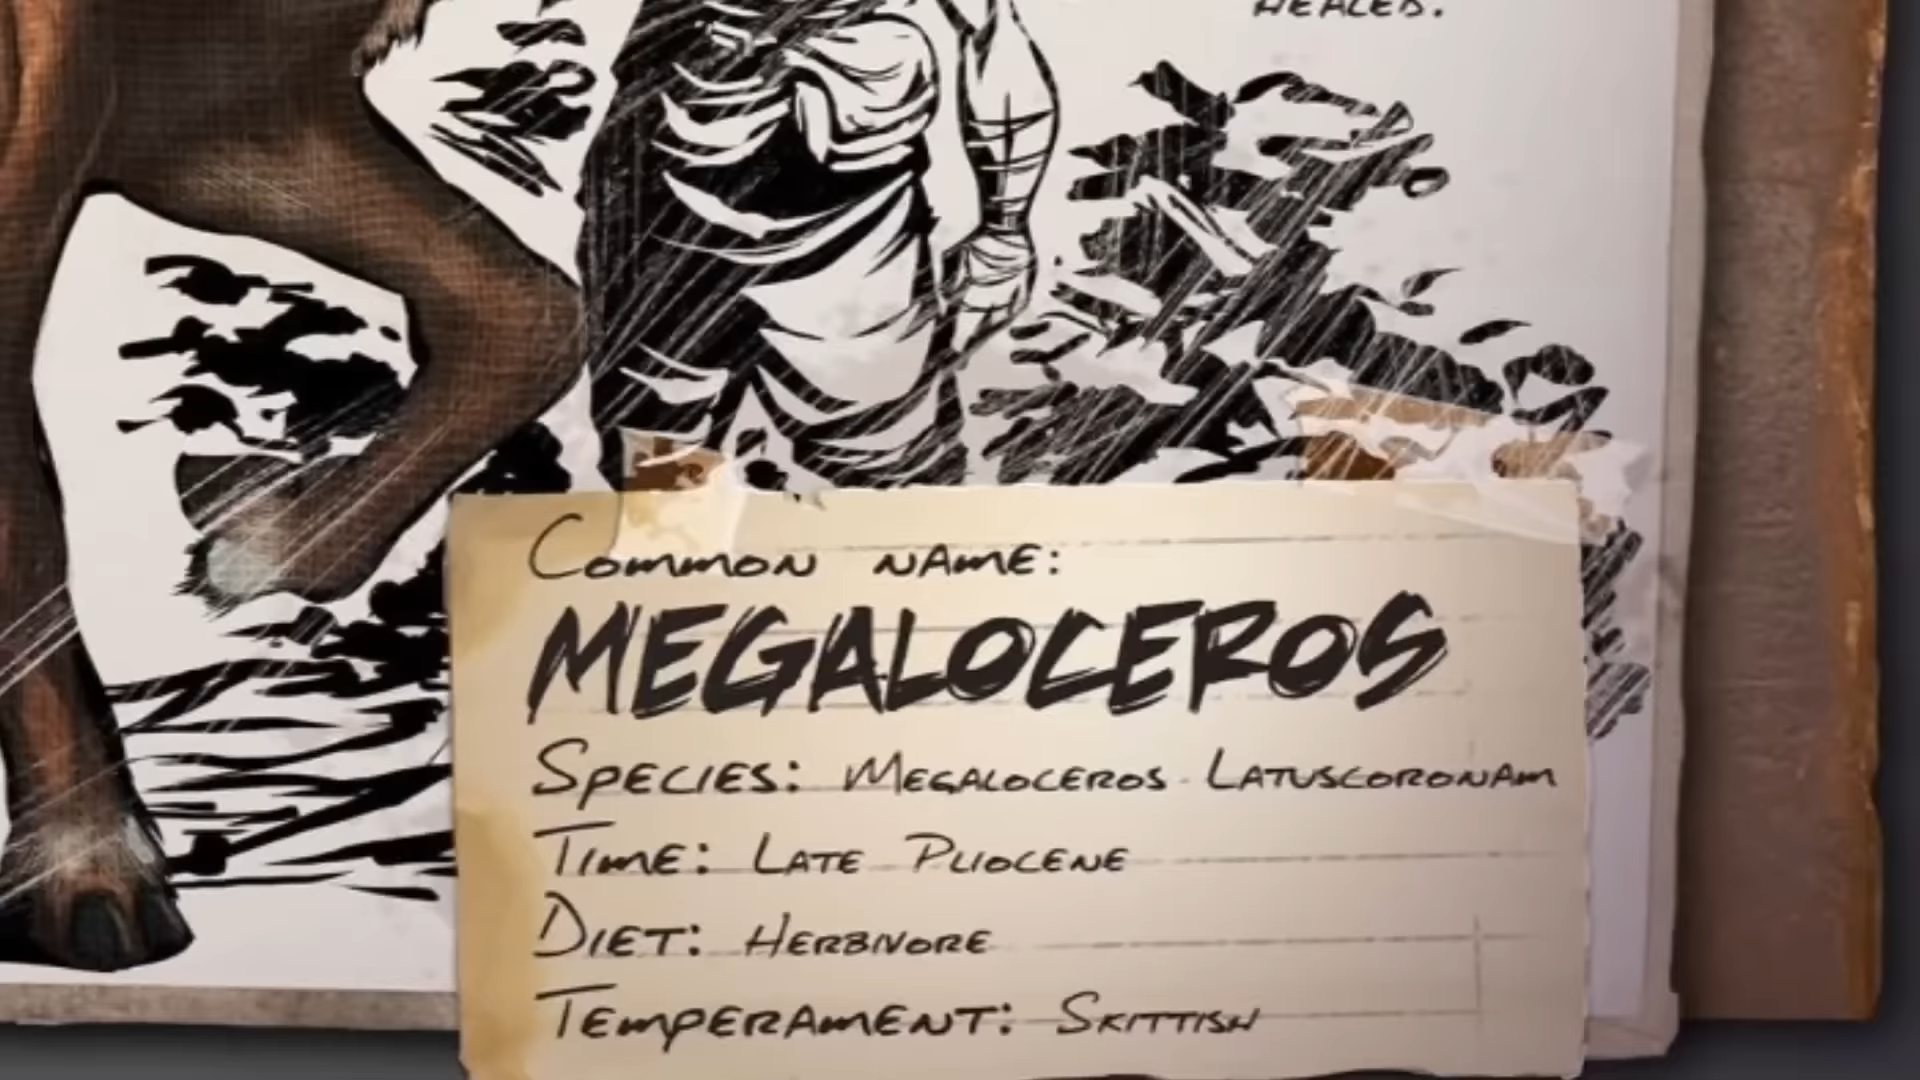 HEALED.
COMMON NAME:
MEGALOCEROS
SPECIES: MEGALOCEROS LATUSCORONAM
TIME: LATE PLIOCENE
DIET: HERBIVORE
TEMPERAMENT: SKITTISH